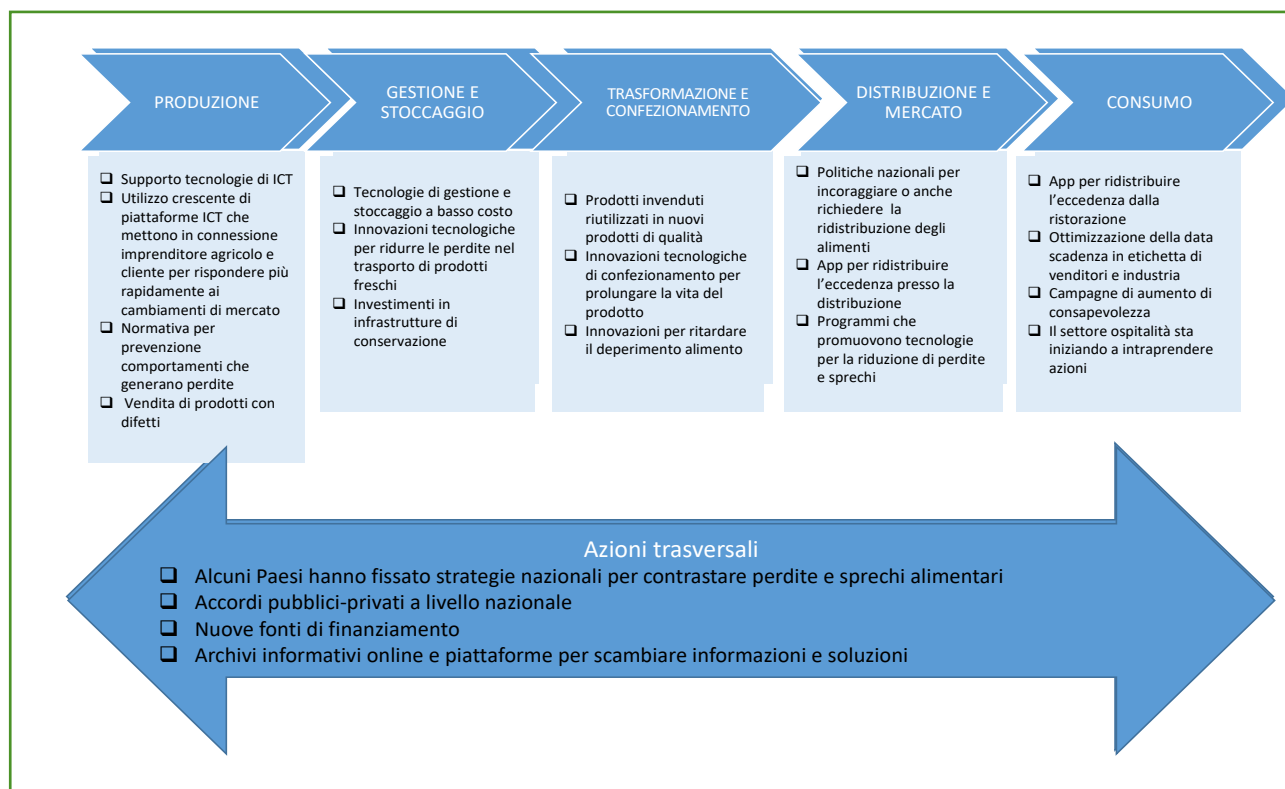 PRODUZIONE
GESTIONE E
STOCCAGGIO
TRASFORMAZIONE E
CONFEZIONAMENTO
DISTRIBUZIONE E
MERCATO
CONSUMO
❑ Supporto tecnologie di ICT
❑ Utilizzo crescente di
piattaforme ICT che
mettono in connessione
imprenditore agricolo e
cliente per rispondere più
rapidamente ai
cambiamenti di mercato
❑ Normativa per
prevenzione
comportamenti che
generano perdite
❑ Vendita di prodotti con
difetti
❑ Tecnologie di gestione e
stoccaggio a basso costo
❑ Innovazioni tecnologiche
per ridurre le perdite nel
trasporto di prodotti
freschi
❑ Investimenti in
infrastrutture di
conservazione
❑ Prodotti invenduti
riutilizzati in nuovi
prodotti di qualità
❑ Innovazioni tecnologiche
di confezionamento per
prolungare la vita del
prodotto
❑ Innovazioni per ritardare
il deperimento alimento
❑ Politiche nazionali per
incoraggiare o anche
richiedere la
ridistribuzione degli
alimenti
❑ App per ridistribuire
l'eccedenza presso la
distribuzione
❑ Programmi che
promuovono tecnologie
per la riduzione di perdite
e sprechi
❑ App per ridistribuire
l'eccedenza dalla
ristorazione
❑ Ottimizzazione della data
scadenza in etichetta di
venditori e industria
❑ Campagne di aumento di
consapevolezza
❑ Il settore ospitalità sta
iniziando a intraprendere
azioni
Azioni trasversali
❑ Alcuni Paesi hanno fissato strategie nazionali per contrastare perdite e sprechi alimentari
❑ Accordi pubblici-privati a livello nazionale
❑ Nuove fonti di finanziamento
❑ Archivi informativi online e piattaforme per scambiare informazioni e soluzioni